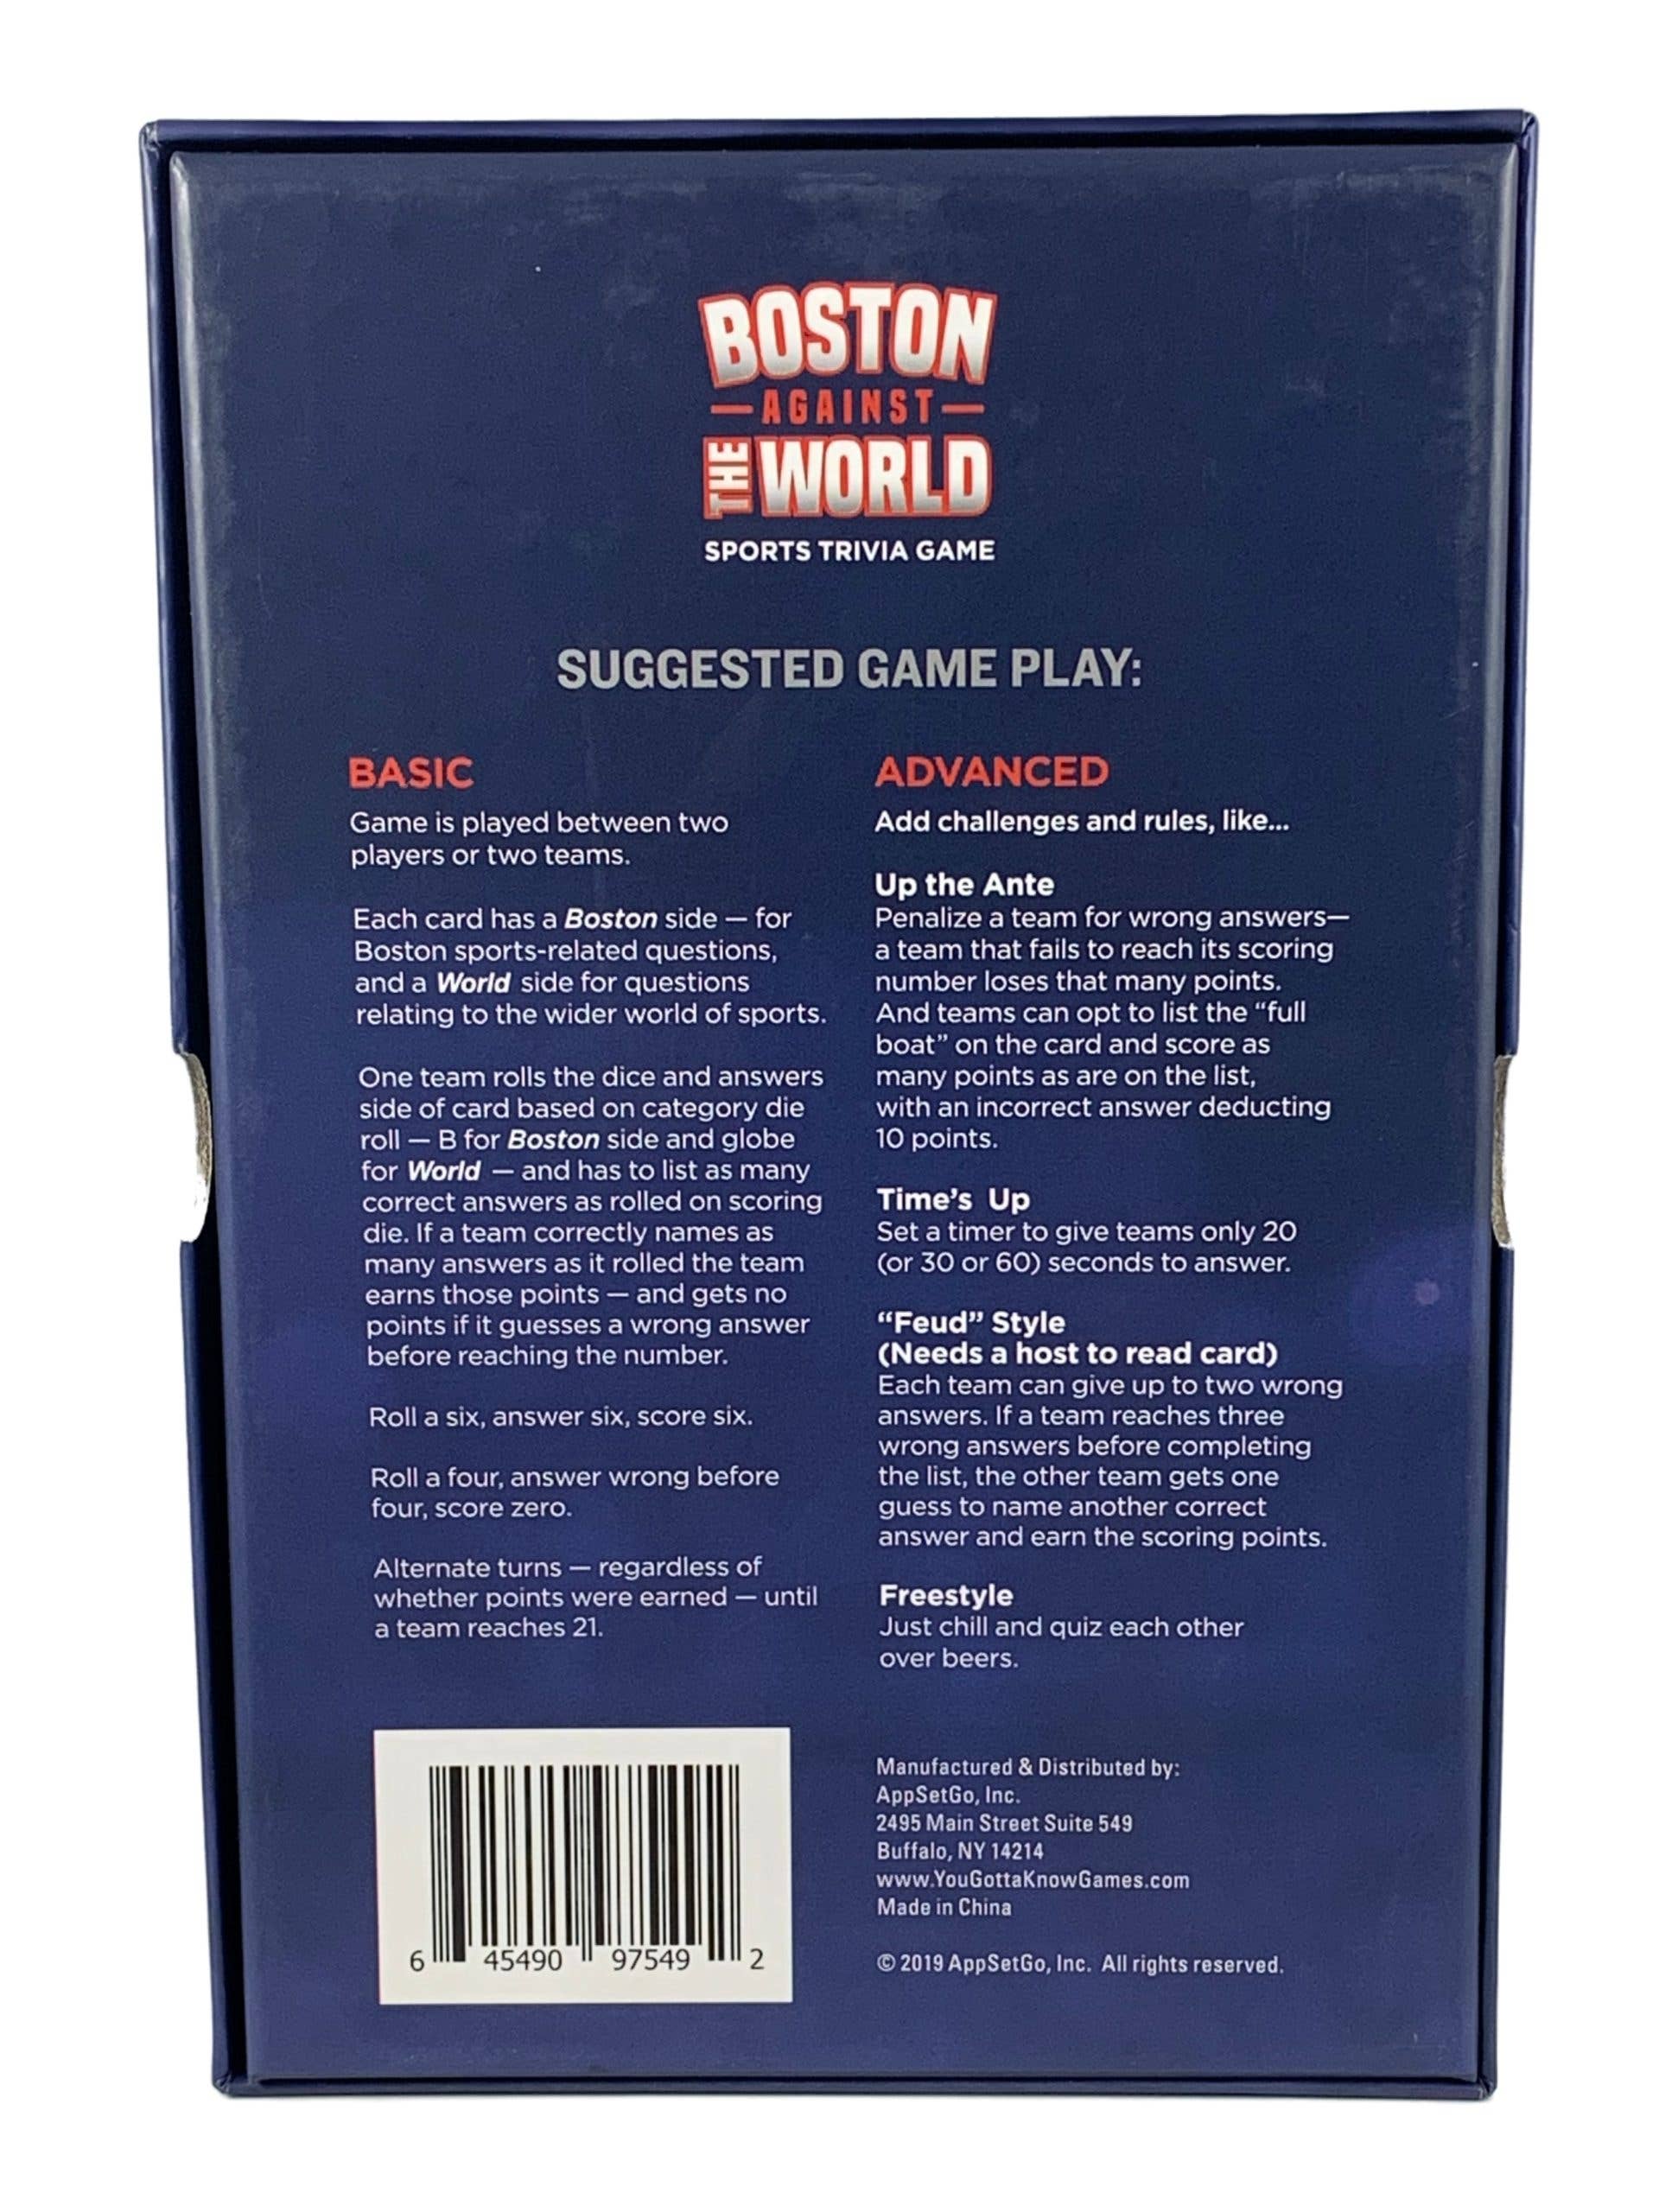 BOSTON
— AGAINST —
THE WORLD
SPORTS TRIVIA GAME
SUGGESTED GAME PLAY:
BASIC
Game is played between two
players or two teams.
Each card has a Boston side — for
Boston sports-related questions,
and a World side for questions
relating to the wider world of sports.
One team rolls the dice and answers
side of card based on category die
roll — B for Boston side and globe
for World — and has to list as many
correct answers as rolled on scoring
die. If a team correctly names as
many answers as it rolled the team
earns those points — and gets no
points if it guesses a wrong answer
before reaching the number.
Roll a six, answer six, score six.
Roll a four, answer wrong before
four, score zero.
Alternate turns — regardless of
whether points were earned — until
a team reaches 21.
ADVANCED
Add challenges and rules, like...
Up the Ante
Penalize a team for wrong answers—
a team that fails to reach its scoring
number loses that many points.
And teams can opt to list the “full
boat” on the card and score as
many points as are on the list,
with an incorrect answer deducting
10 points.
Time’s Up
Set a timer to give teams only 20
(or 30 or 60) seconds to answer.
“Feud” Style
(Needs a host to read card)
Each team can give up to two wrong
answers. If a team reaches three
wrong answers before completing
the list, the other team gets one
guess to name another correct
answer and earn the scoring points.
Freestyle
Just chill and quiz each other
over beers.
6 45490 97549 2
Manufactured & Distributed by:
AppSetGo, Inc.
2495 Main Street Suite 549
Buffalo, NY 14214
www.YouGottaKnowGames.com
Made in China
© 2019 AppSetGo, Inc. All rights reserved.